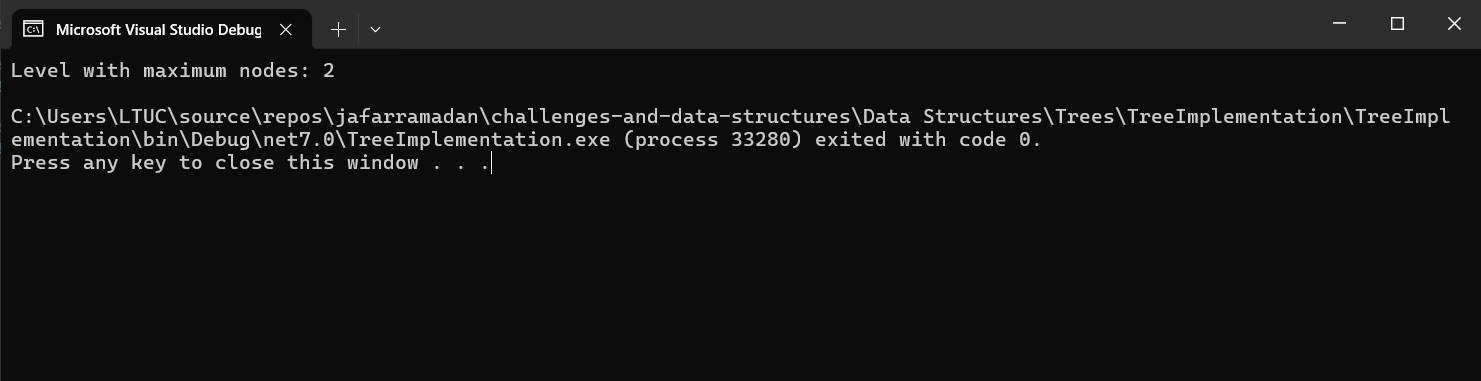 Microsoft Visual Studio Debug
Level with maximum nodes: 2
C:\Users\LTUC\source\repos\jafarramadan\challenges-and-data-structures\Data Structures\Trees\TreeImplementation\TreeImpl
ementation\bin\Debug\net7.0\TreeImplementation.exe (process 33280) exited with code 0.
Press any key to close this window . . .